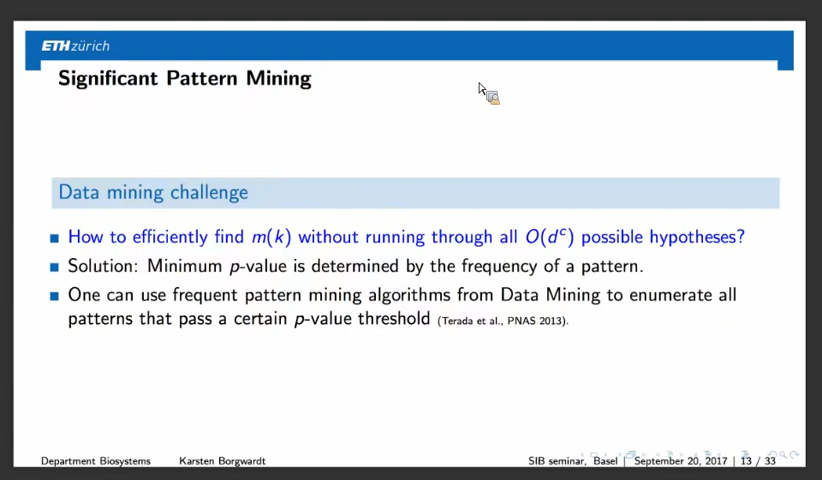 ETH zürich
Significant Pattern Mining
Data mining challenge
How to efficiently find m(k) without running through all O(d^c) possible hypotheses?
Solution: Minimum p-value is determined by the frequency of a pattern.
One can use frequent pattern mining algorithms from Data Mining to enumerate all
patterns that pass a certain p-value threshold (Terada et al., PNAS 2013).
Department Biosystems Karsten Borgwardt SIB seminar, Basel | September 20, 2017 | 13 / 33